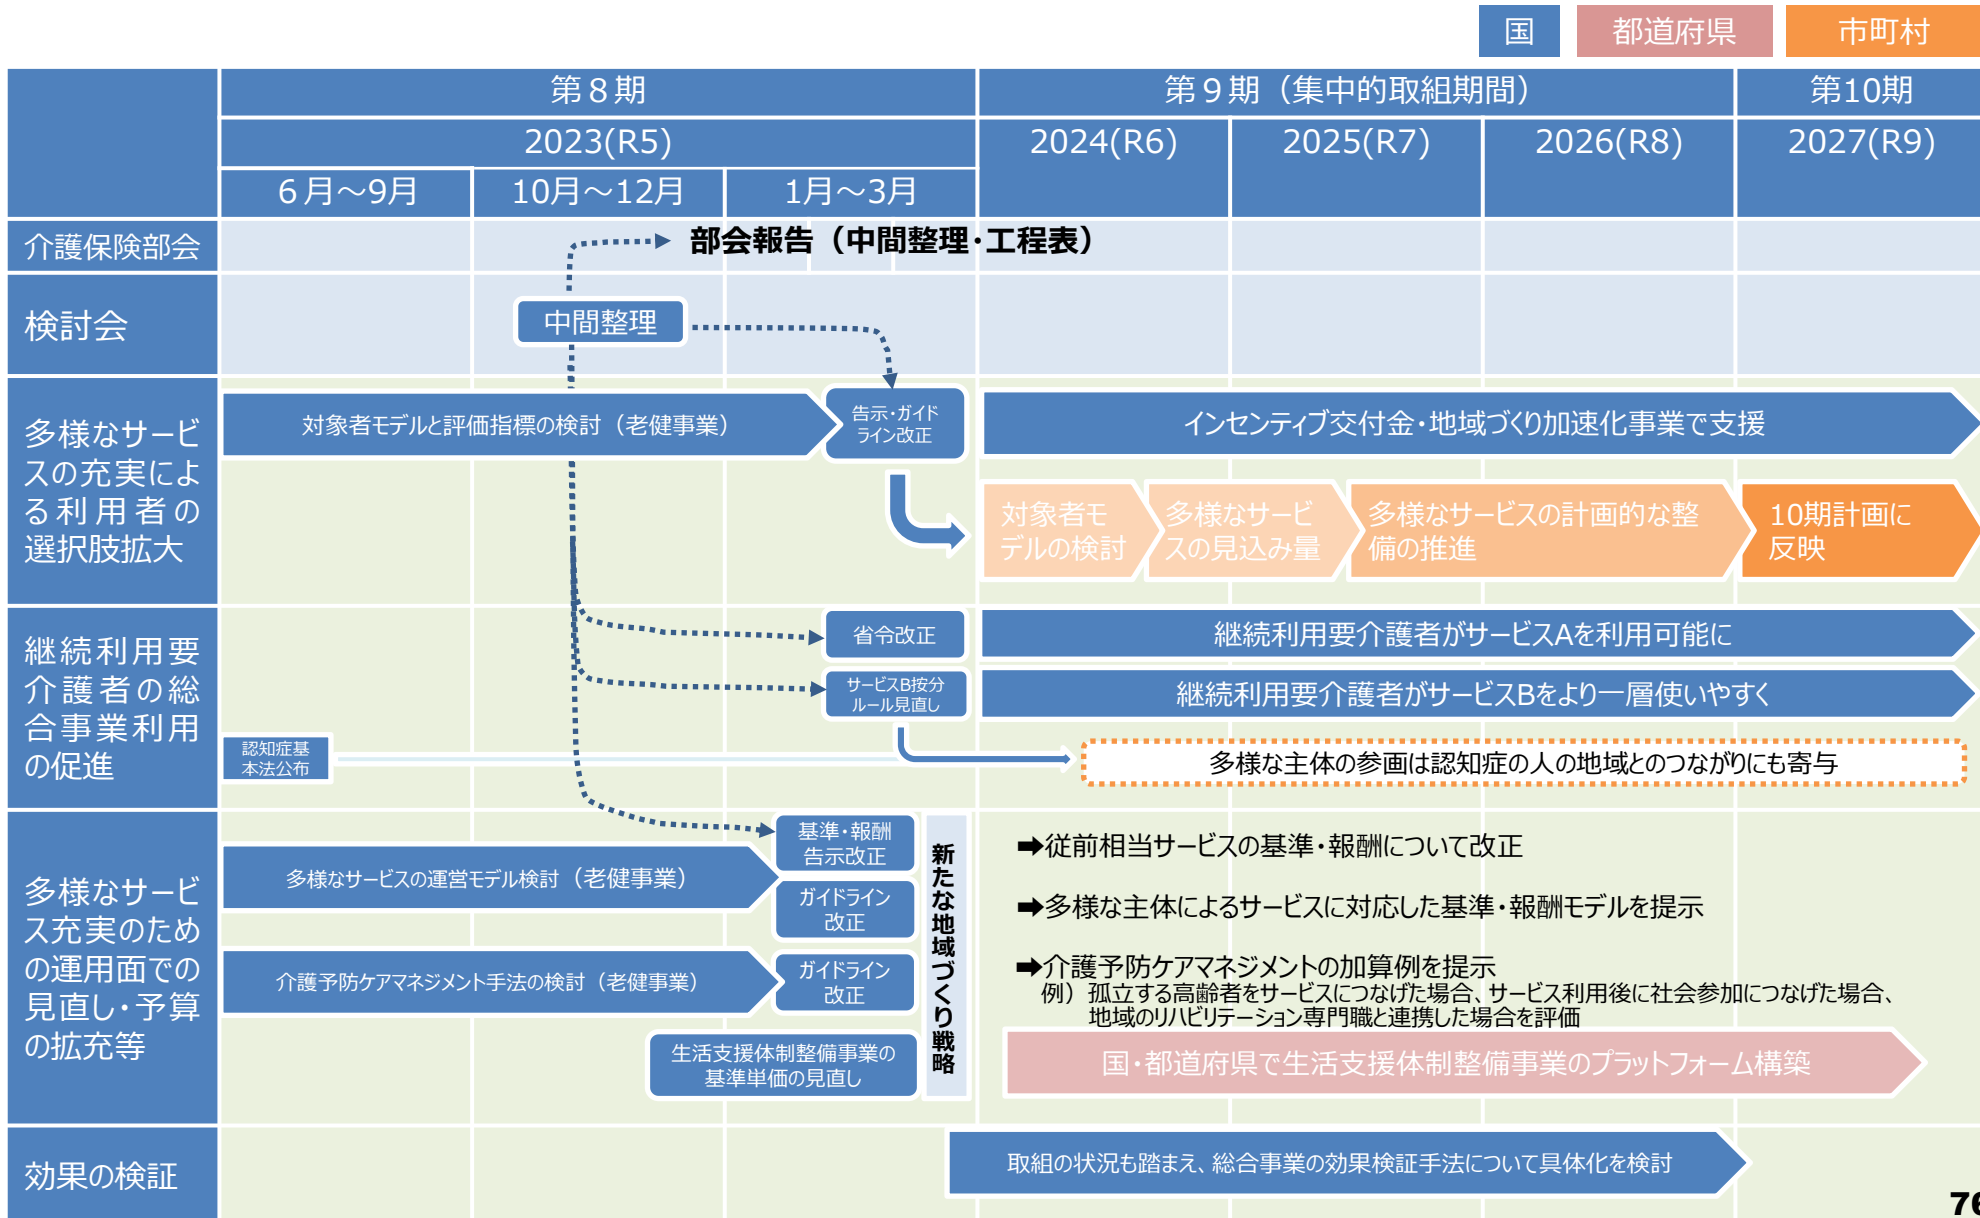 国
都道府県
市町村
第８期
第９期（集中的取組期間）
第10期
2023(R5)
2024(R6)
2025(R7)
2026(R8)
2027(R9)
６月～9月
10月～12月
1月～3月
介護保険部会
部会報告（中間整理・工程表）
検討会
中間整理
多様なサービ
スの充実によ
る利用者の
選択肢拡大
対象者モデルと評価指標の検討（老健事業）
告示・ガイド
ライン改正
インセンティブ交付金・地域づくり加速化事業で支援
対象者モ
デルの検討
多様なサービ
スの見込み量
多様なサービスの計画的な整
備の推進
10期計画に
反映
継続利用要
介護者の総
合事業利用
の促進
省令改正
継続利用要介護者がサービスAを利用可能に
サービスB按分
ルール見直し
継続利用要介護者がサービスBをより一層使いやすく
認知症基
本法公布
多様な主体の参画は認知症の人の地域とのつながりにも寄与
多様なサービ
ス充実のため
の運用面での
見直し・予算
の拡充等
多様なサービスの運営モデル検討（老健事業）
基準・報酬
告示改正
ガイドライン
改正
介護予防ケアマネジメント手法の検討（老健事業）
ガイドライン
改正
生活支援体制整備事業の
基準単価の見直し
新たな地域づくり戦略
➡従前相当サービスの基準・報酬について改正
➡多様な主体によるサービスに対応した基準・報酬モデルを提示
➡介護予防ケアマネジメントの加算例を提示
例）孤立する高齢者をサービスにつなげた場合、サービス利用後に社会参加につなげた場合、
地域のリハビリテーション専門職と連携した場合を評価
国・都道府県で生活支援体制整備事業のプラットフォーム構築
効果の検証
取組の状況も踏まえ、総合事業の効果検証手法について具体化を検討
76